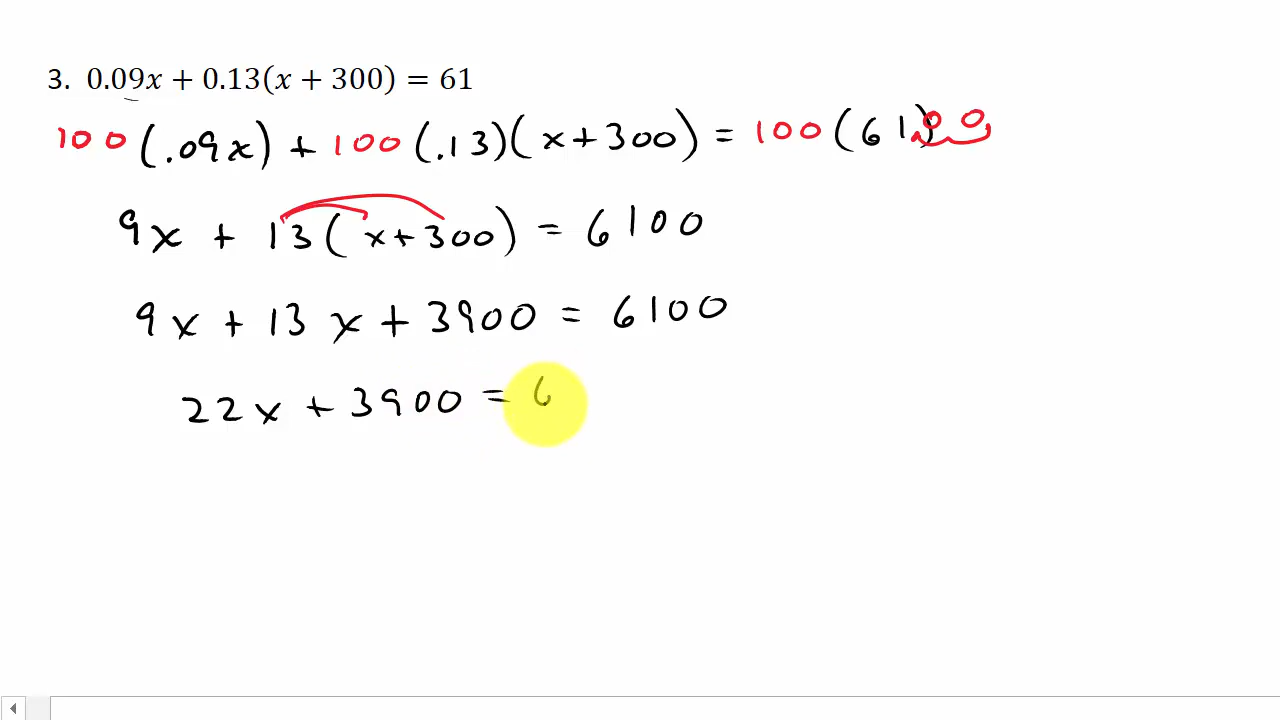 3. 0.09x + 0.13(x + 300) = 61
100(.09x) + 100(.13)(x+300) = 100(61)00
9x + 13(x+300) = 6100
9x + 13x + 3900 = 6100
22x + 3900 = 6